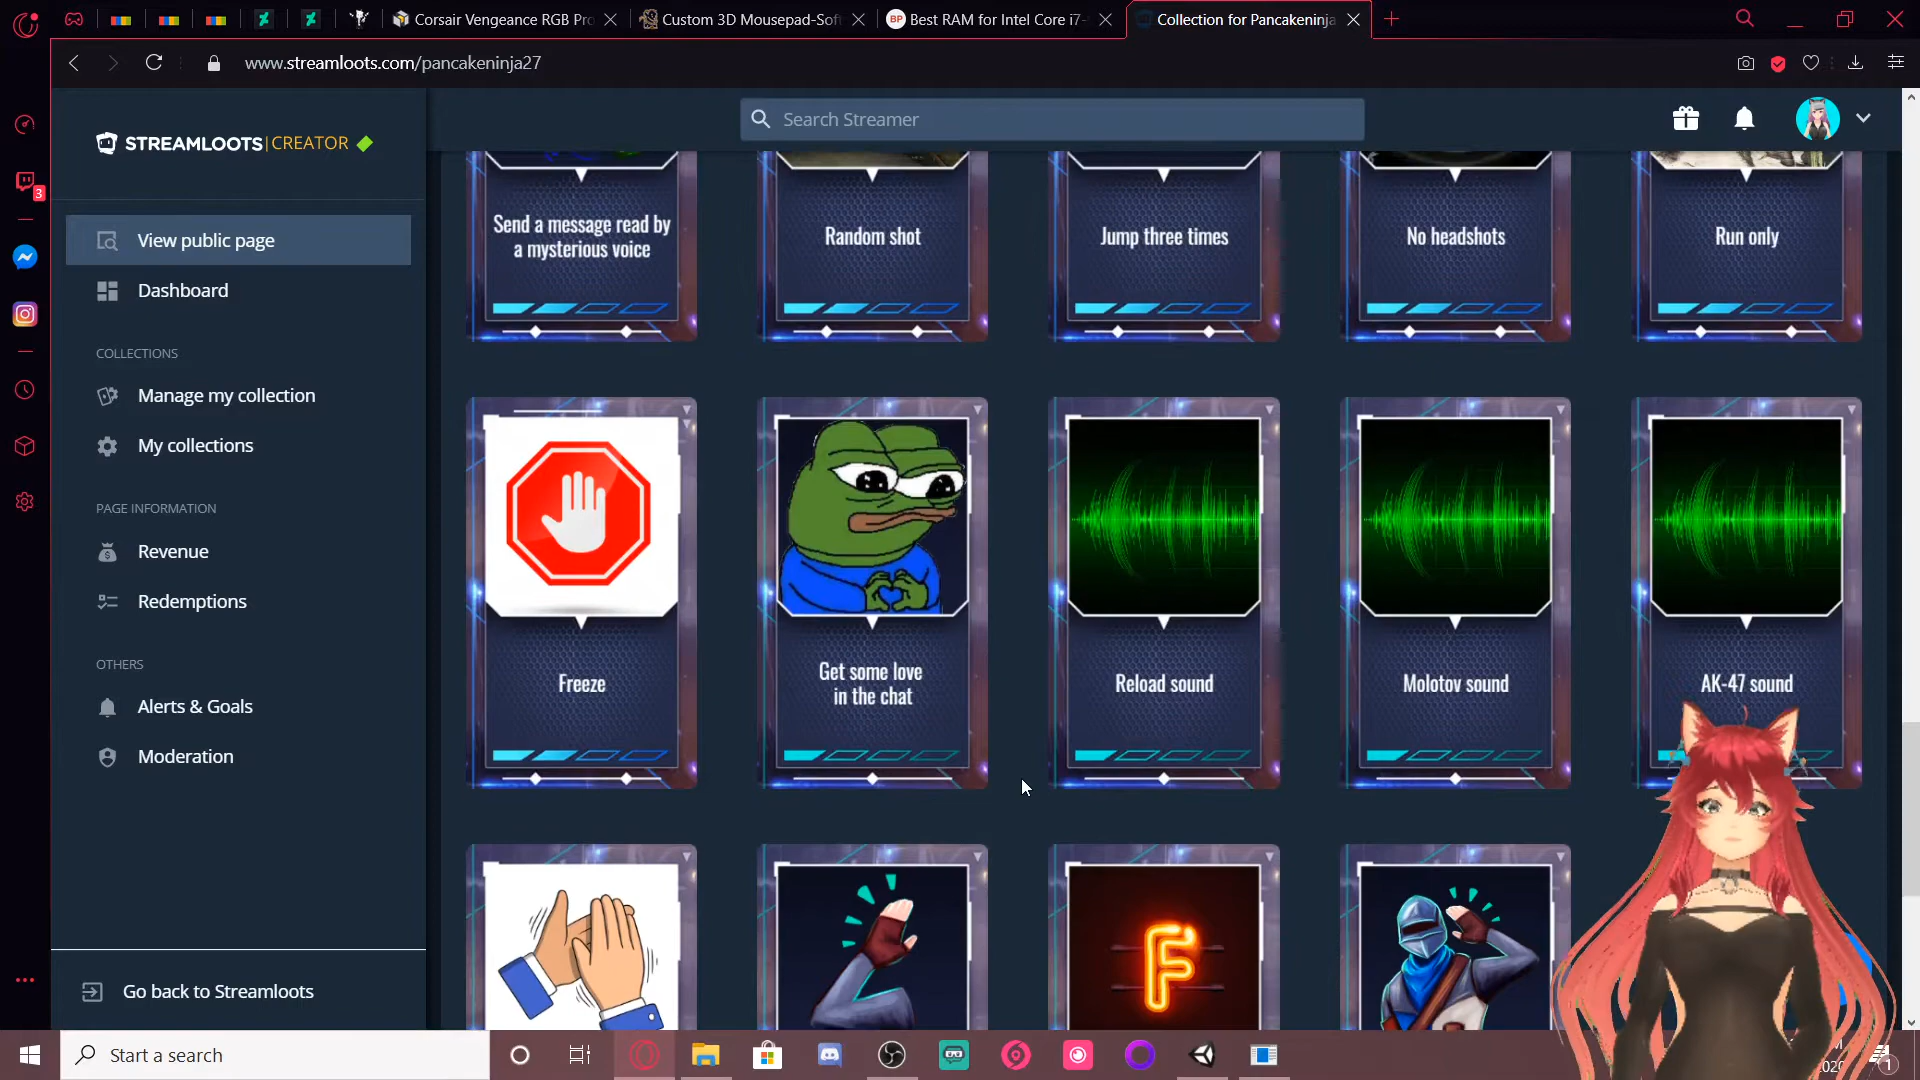 Corsair Vengeance RGB Pro
Custom 3D Mousepad-Sof
BP Best RAM for Intel Core i7-
Collection for Pancakeninja
www.streamloots.com/pancakeninja27
STREAMLOOTS|CREATOR
Search Streamer
3
View public page
Dashboard
COLLECTIONS
Manage my collection
My collections
PAGE INFORMATION
Revenue
Redemptions
OTHERS
Alerts & Goals
Moderation
Go back to Streamloots
Send a message read by
a mysterious voice
Random shot
Jump three times
No headshots
Run only
Freeze
Get some love
in the chat
Reload sound
Molotov sound
AK-47 sound
F
Start a search
1